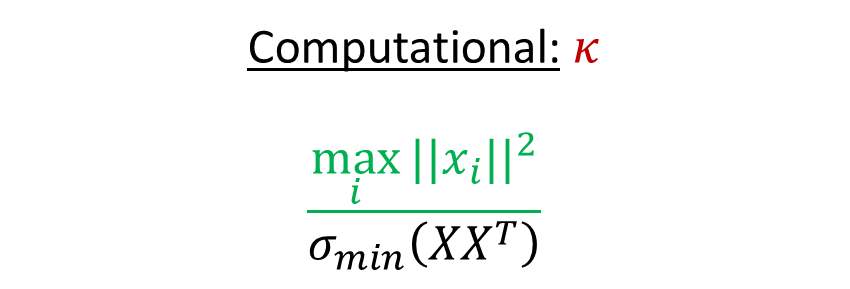 Computational: κ
max ||xᵢ||²
i
σₘᵢₙ(XXᵀ)